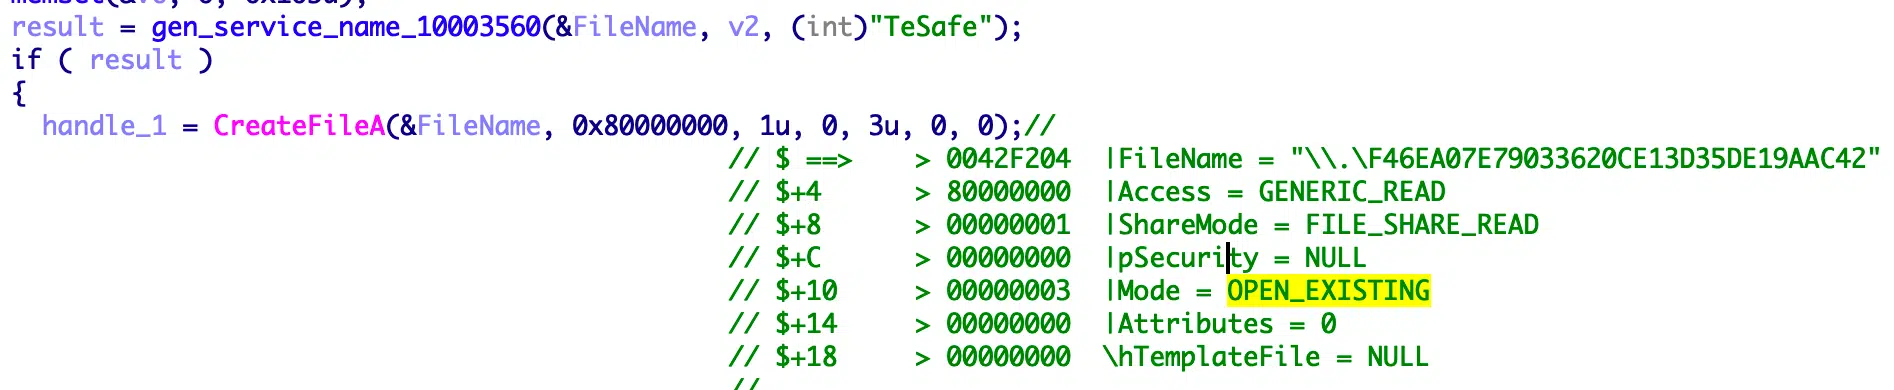 result = gen_service_name_10003560(&FileName, v2, (int)"TeSafe");
if ( result )
{
handle_1 = CreateFileA(&FileName, 0x80000000, 1u, 0, 3u, 0, 0);//
// $ ==> > 0042F204 |FileName = "\\.\F46EA07E79033620CE13D35DE19AAC42"
// $+4 > 80000000 |Access = GENERIC_READ
// $+8 > 00000001 |ShareMode = FILE_SHARE_READ
// $+C > 00000000 |pSecurity = NULL
// $+10 > 00000003 |Mode = OPEN_EXISTING
// $+14 > 00000000 |Attributes = 0
// $+18 > 00000000 \hTemplateFile = NULL
//